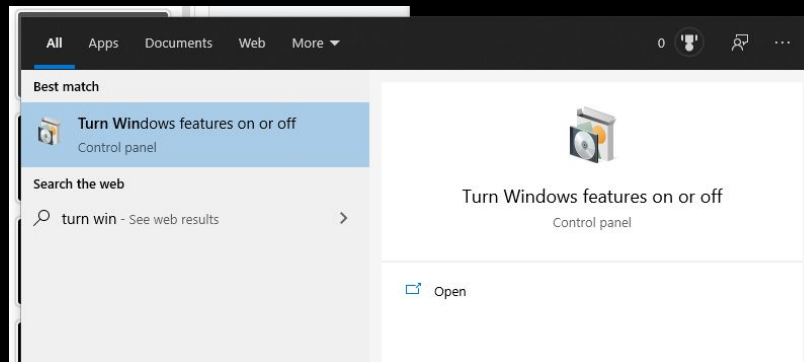 All Apps Documents Web More 0 ...
Best match
Turn Windows features on or off
Control panel
Search the web
turn win - See web results
Turn Windows features on or off
Control panel
Open